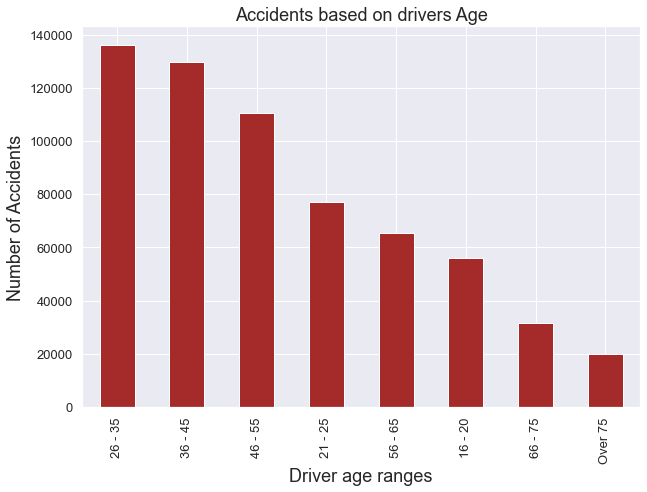 Accidents based on drivers Age
Number of Accidents
140000
120000
100000
80000
60000
40000
20000
0
26 - 35
36 - 45
46 - 55
21 - 25
56 - 65
16 - 20
66 - 75
Over 75
Driver age ranges